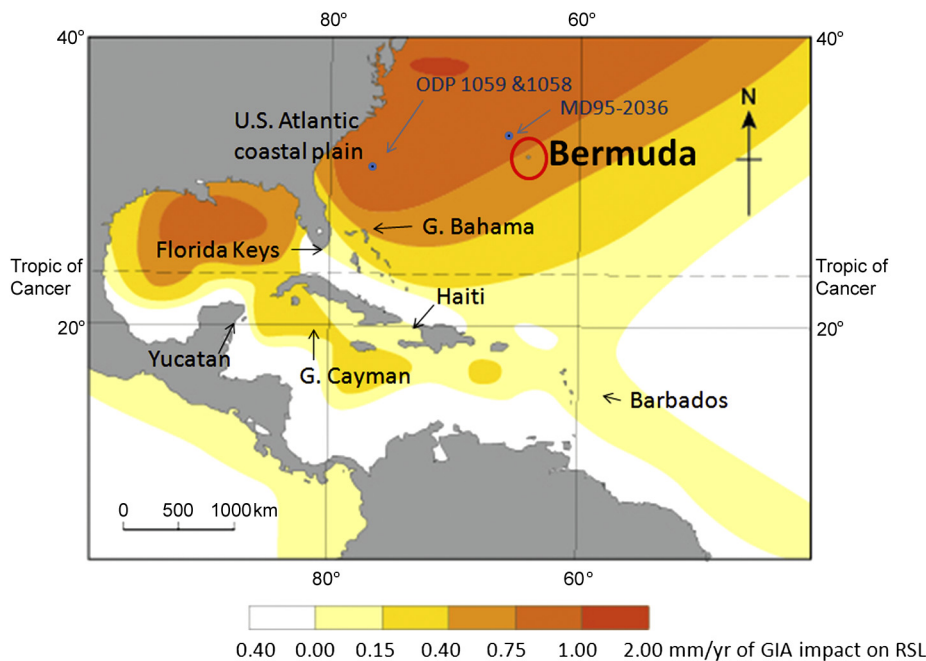 80°
60°
40°
40°
ODP 1059 &1058
MD95-2036
N
U.S. Atlantic
coastal plain
Bermuda
G. Bahama
Florida Keys
Tropic of
Cancer
Tropic of
Cancer
Haiti
20°
20°
Yucatan
G. Cayman
Barbados
0 500 1000km
80°
60°
0.40 0.00 0.15 0.40 0.75 1.00 2.00 mm/yr of GIA impact on RSL